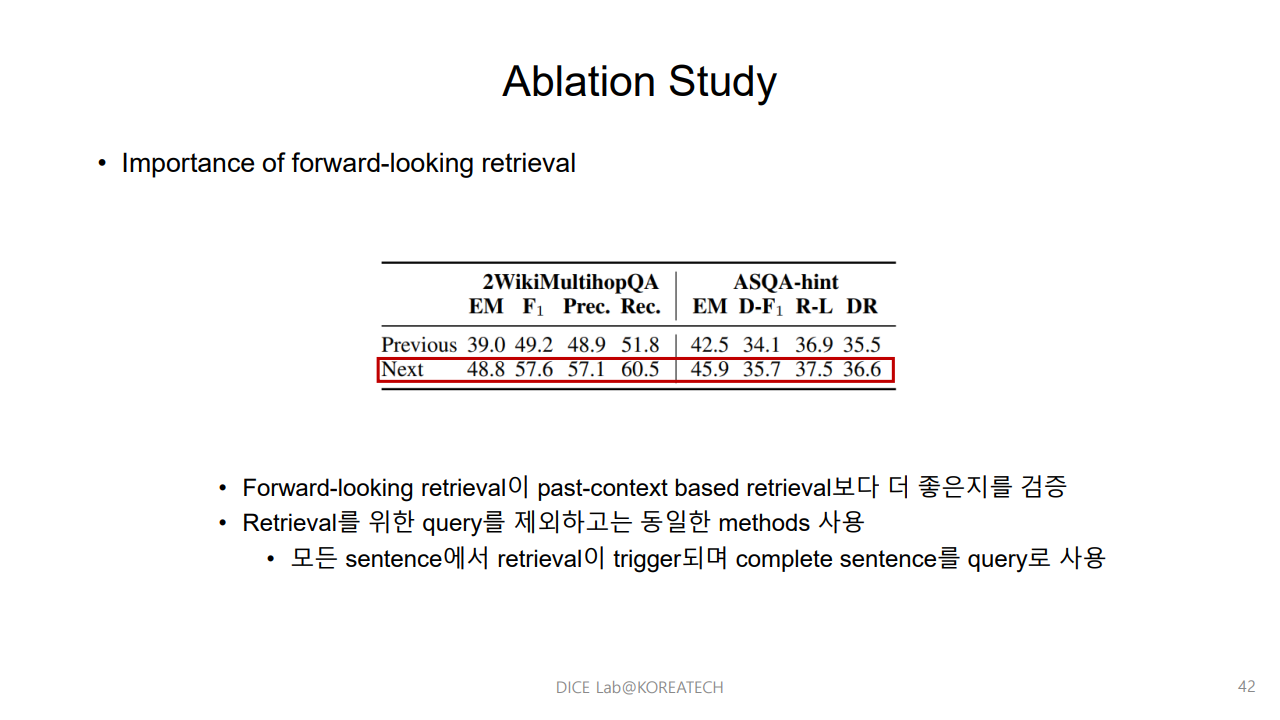 Ablation Study
• Importance of forward-looking retrieval
2WikiMultihopQA ASQA-hint
EM F1 Prec. Rec. EM D-F1 R-L DR
Previous 39.0 49.2 48.9 51.8 42.5 34.1 36.9 35.5
Next 48.8 57.6 57.1 60.5 45.9 35.7 37.5 36.6
• Forward-looking retrieval이 past-context based retrieval보다 더 좋은지를 검증
• Retrieval를 위한 query를 제외하고는 동일한 methods 사용
• 모든 sentence에서 retrieval이 trigger되며 complete sentence를 query로 사용
DICE Lab@KOREATECH
42